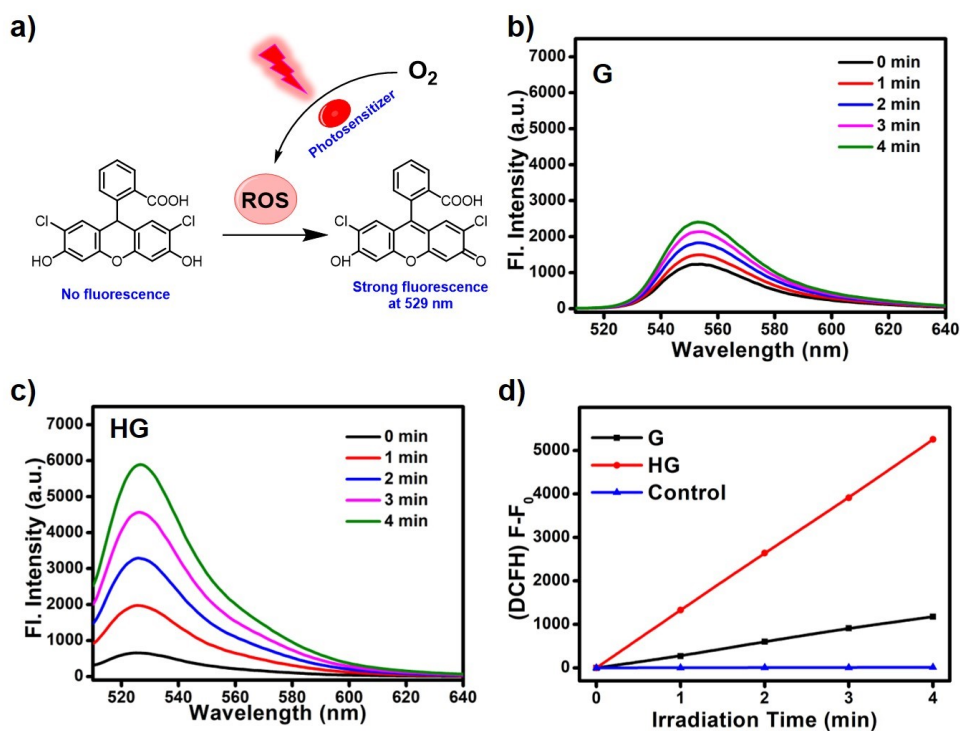 a)
O2
Photosensitizer
ROS
COOH
Cl
Cl
HO
O
OH
No fluorescence
COOH
Cl
Cl
HO
O
O
Strong fluorescence
at 529 nm
b)
G
Fl. Intensity (a.u.)
7000
6000
5000
4000
3000
2000
1000
0
0 min
1 min
2 min
3 min
4 min
520 540 560 580 600 620 640
Wavelength (nm)
c)
HG
Fl. Intensity (a.u.)
7000
6000
5000
4000
3000
2000
1000
0
0 min
1 min
2 min
3 min
4 min
520 540 560 580 600 620 640
Wavelength (nm)
d)
(DCFH) F-F0
5000
4000
3000
2000
1000
0
G
HG
Control
0 1 2 3 4
Irradiation Time (min)